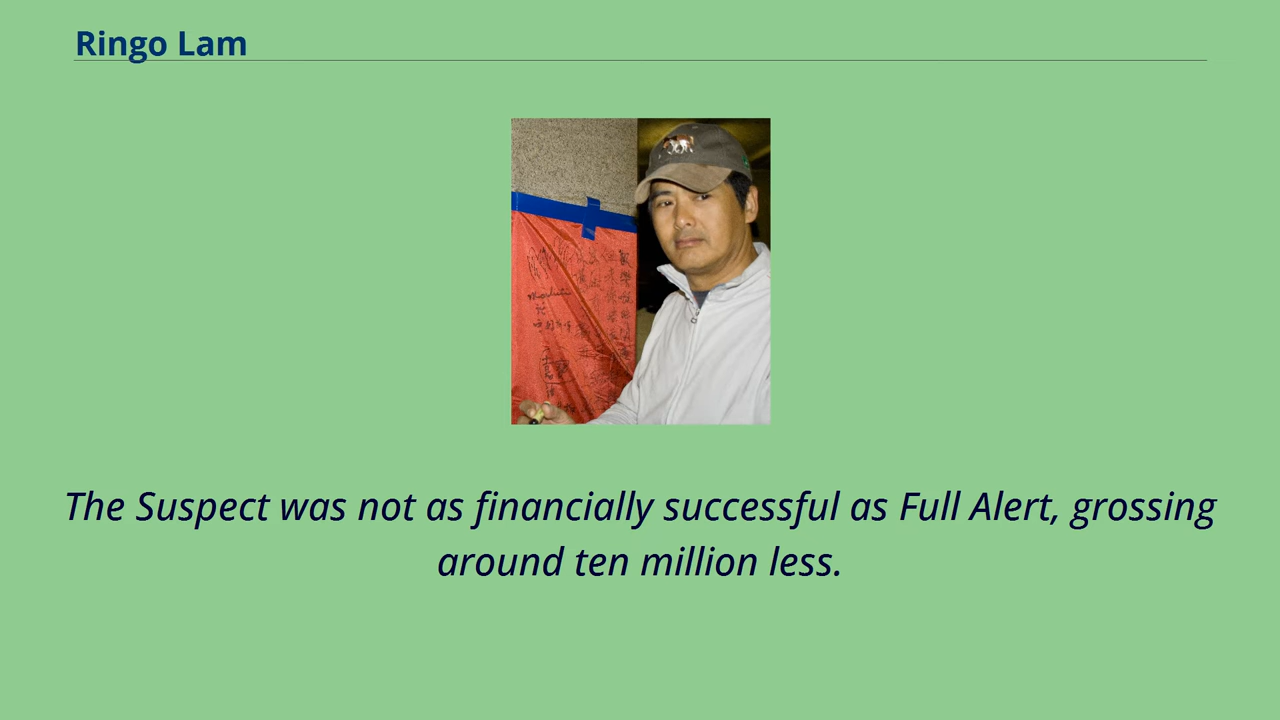 Ringo Lam
The Suspect was not as financially successful as Full Alert, grossing
around ten million less.